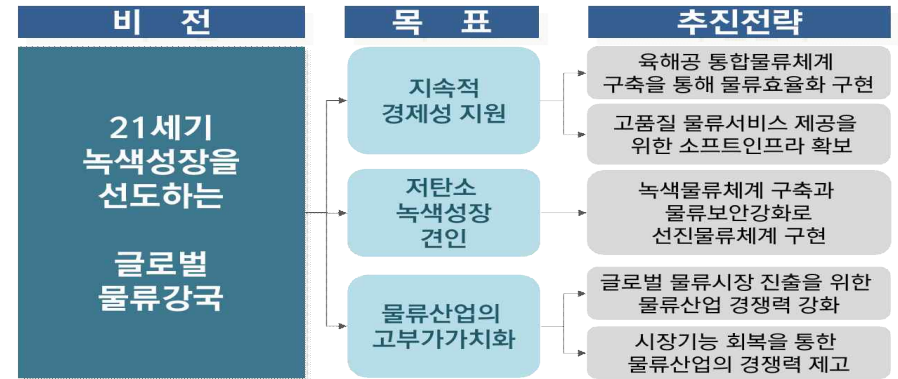 비 전
목 표
추진전략
21세기
녹색성장을
선도하는
글로벌
물류강국
지속적
경제성 지원
저탄소
녹색성장
견인
물류산업의
고부가가치화
육해공 통합물류체계
구축을 통해 물류효율화 구현
고품질 물류서비스 제공을
위한 소프트인프라 확보
녹색물류체계 구축과
물류보안강화로
선진물류체계 구현
글로벌 물류시장 진출을 위한
물류산업 경쟁력 강화
시장기능 회복을 통한
물류산업의 경쟁력 제고